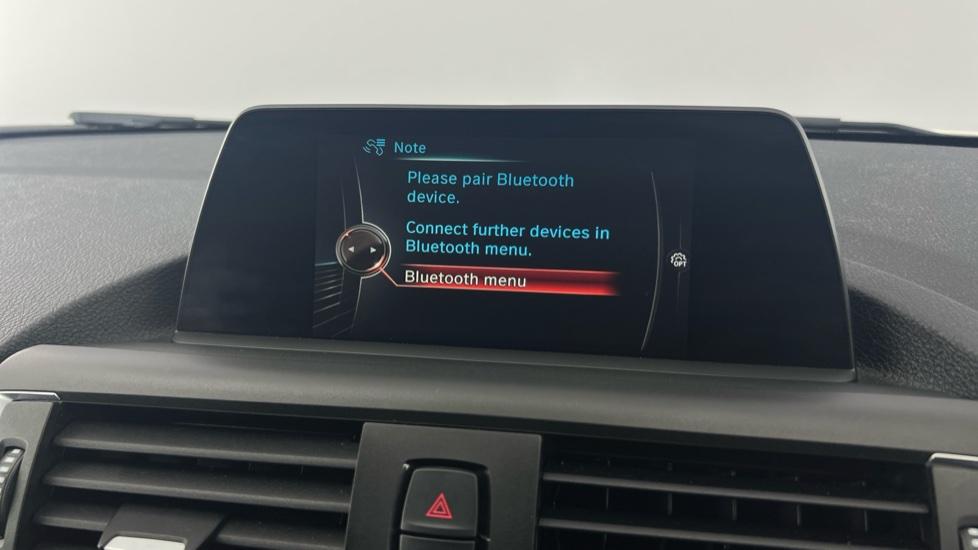 Note
Please pair Bluetooth
device.
Connect further devices in
Bluetooth menu.
Bluetooth menu
OPT